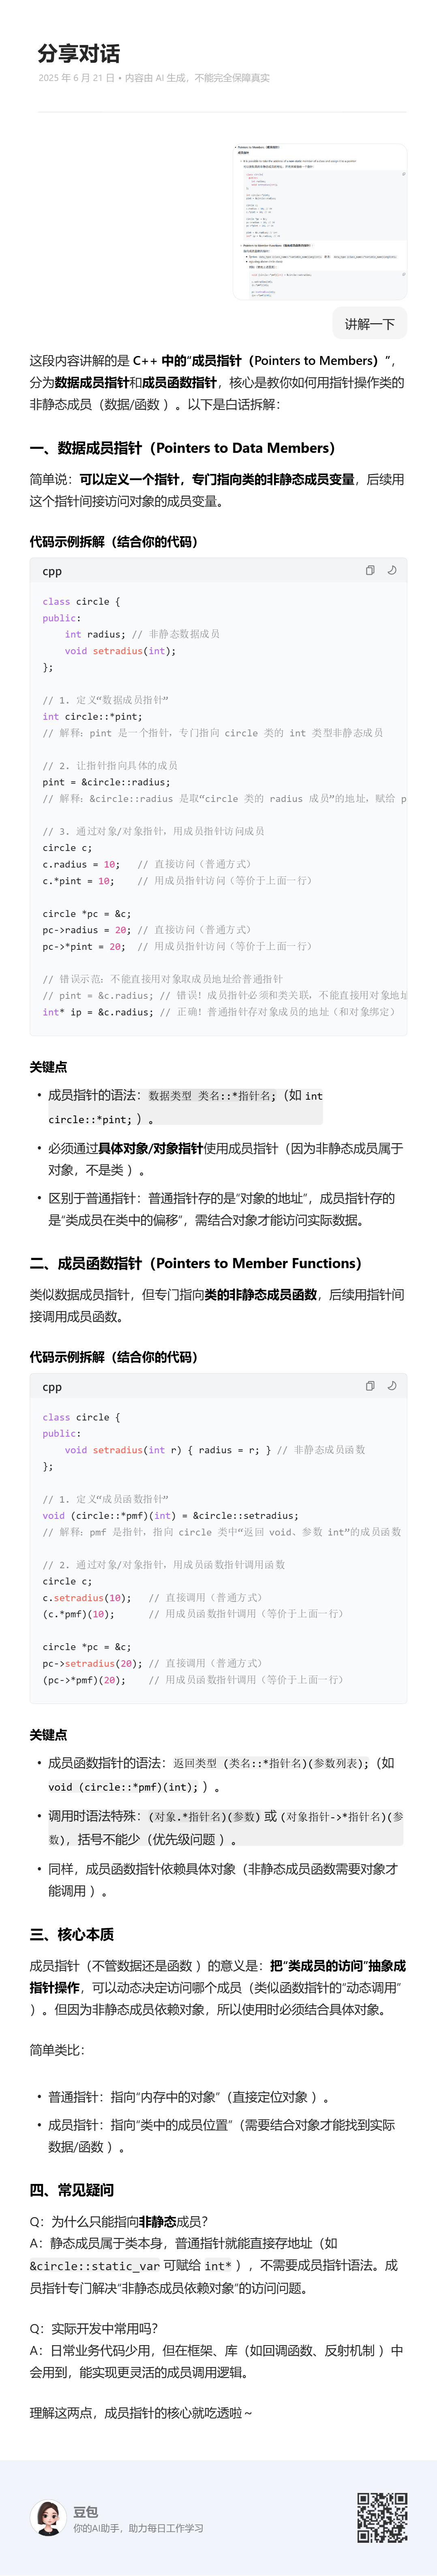 分享对话
2025 年 6 月 21 日 • 内容由 AI 生成，不能完全保障真实
讲解一下
这段内容讲解的是 C++ 中的“成员指针（Pointers to Members）”，
分为数据成员指针和成员函数指针，核心是教你如何用指针操作类的
非静态成员（数据/函数 ）。以下是白话拆解：
一、数据成员指针（Pointers to Data Members）
简单说：可以定义一个指针，专门指向类的非静态成员变量，后续用
这个指针间接访问对象的成员变量。
代码示例拆解（结合你的代码）
cpp
class circle {
public:
    int radius; // 非静态数据成员
    void setradius(int);
};
// 1. 定义“数据成员指针”
int circle::*pint;
// 解释：pint 是一个指针，专门指向 circle 类的 int 类型非静态成员
// 2. 让指针指向具体的成员
pint = &circle::radius;
// 解释：&circle::radius 是取“circle 类的 radius 成员”的地址，赋给 p
// 3. 通过对象/对象指针，用成员指针访问成员
circle c;
c.radius = 10;   // 直接访问（普通方式）
c.*pint = 10;    // 用成员指针访问（等价于上面一行）
circle *pc = &c;
pc->radius = 20; // 直接访问（普通方式）
pc->*pint = 20;  // 用成员指针访问（等价于上面一行）
// 错误示范：不能直接用对象取成员地址给普通指针
// pint = &c.radius; // 错误！成员指针必须和类关联，不能直接用对象地址
int* ip = &c.radius; // 正确！普通指针存对象成员的地址（和对象绑定）
关键点
• 成员指针的语法：数据类型 类名::*指针名;（如 int
circle::*pint; ）。
• 必须通过具体对象/对象指针使用成员指针（因为非静态成员属于
对象，不是类 ）。
• 区别于普通指针：普通指针存的是“对象的地址”，成员指针存的
是“类成员在类中的偏移”，需结合对象才能访问实际数据。
二、成员函数指针（Pointers to Member Functions）
类似数据成员指针，但专门指向类的非静态成员函数，后续用指针间
接调用成员函数。
代码示例拆解（结合你的代码）
cpp
class circle {
public:
    void setradius(int r) { radius = r; } // 非静态成员函数
};
// 1. 定义“成员函数指针”
void (circle::*pmf)(int) = &circle::setradius;
// 解释：pmf 是指针，指向 circle 类中“返回 void、参数 int”的成员函数
// 2. 通过对象/对象指针，用成员函数指针调用函数
circle c;
c.setradius(10);   // 直接调用（普通方式）
(c.*pmf)(10);      // 用成员函数指针调用（等价于上面一行）
circle *pc = &c;
pc->setradius(20); // 直接调用（普通方式）
(pc->*pmf)(20);    // 用成员函数指针调用（等价于上面一行）
关键点
• 成员函数指针的语法：返回类型 (类名::*指针名)(参数列表);（如
void (circle::*pmf)(int); ）。
• 调用时语法特殊：(对象.*指针名)(参数) 或 (对象指针->*指针名)(参
数)，括号不能少（优先级问题 ）。
• 同样，成员函数指针依赖具体对象（非静态成员函数需要对象才
能调用 ）。
三、核心本质
成员指针（不管数据还是函数 ）的意义是：把“类成员的访问”抽象成
指针操作，可以动态决定访问哪个成员（类似函数指针的“动态调用”
）。但因为非静态成员依赖对象，所以使用时必须结合具体对象。
简单类比：
• 普通指针：指向“内存中的对象”（直接定位对象 ）。
• 成员指针：指向“类中的成员位置”（需要结合对象才能找到实际
数据/函数 ）。
四、常见疑问
Q：为什么只能指向非静态成员？
A：静态成员属于类本身，普通指针就能直接存地址（如
&circle::static_var 可赋给 int* ），不需要成员指针语法。成
员指针专门解决“非静态成员依赖对象”的访问问题。
Q：实际开发中常用吗？
A：日常业务代码少用，但在框架、库（如回调函数、反射机制 ）中
会用到，能实现更灵活的成员调用逻辑。
理解这两点，成员指针的核心就吃透啦～
豆包
你的AI助手，助力每日工作学习